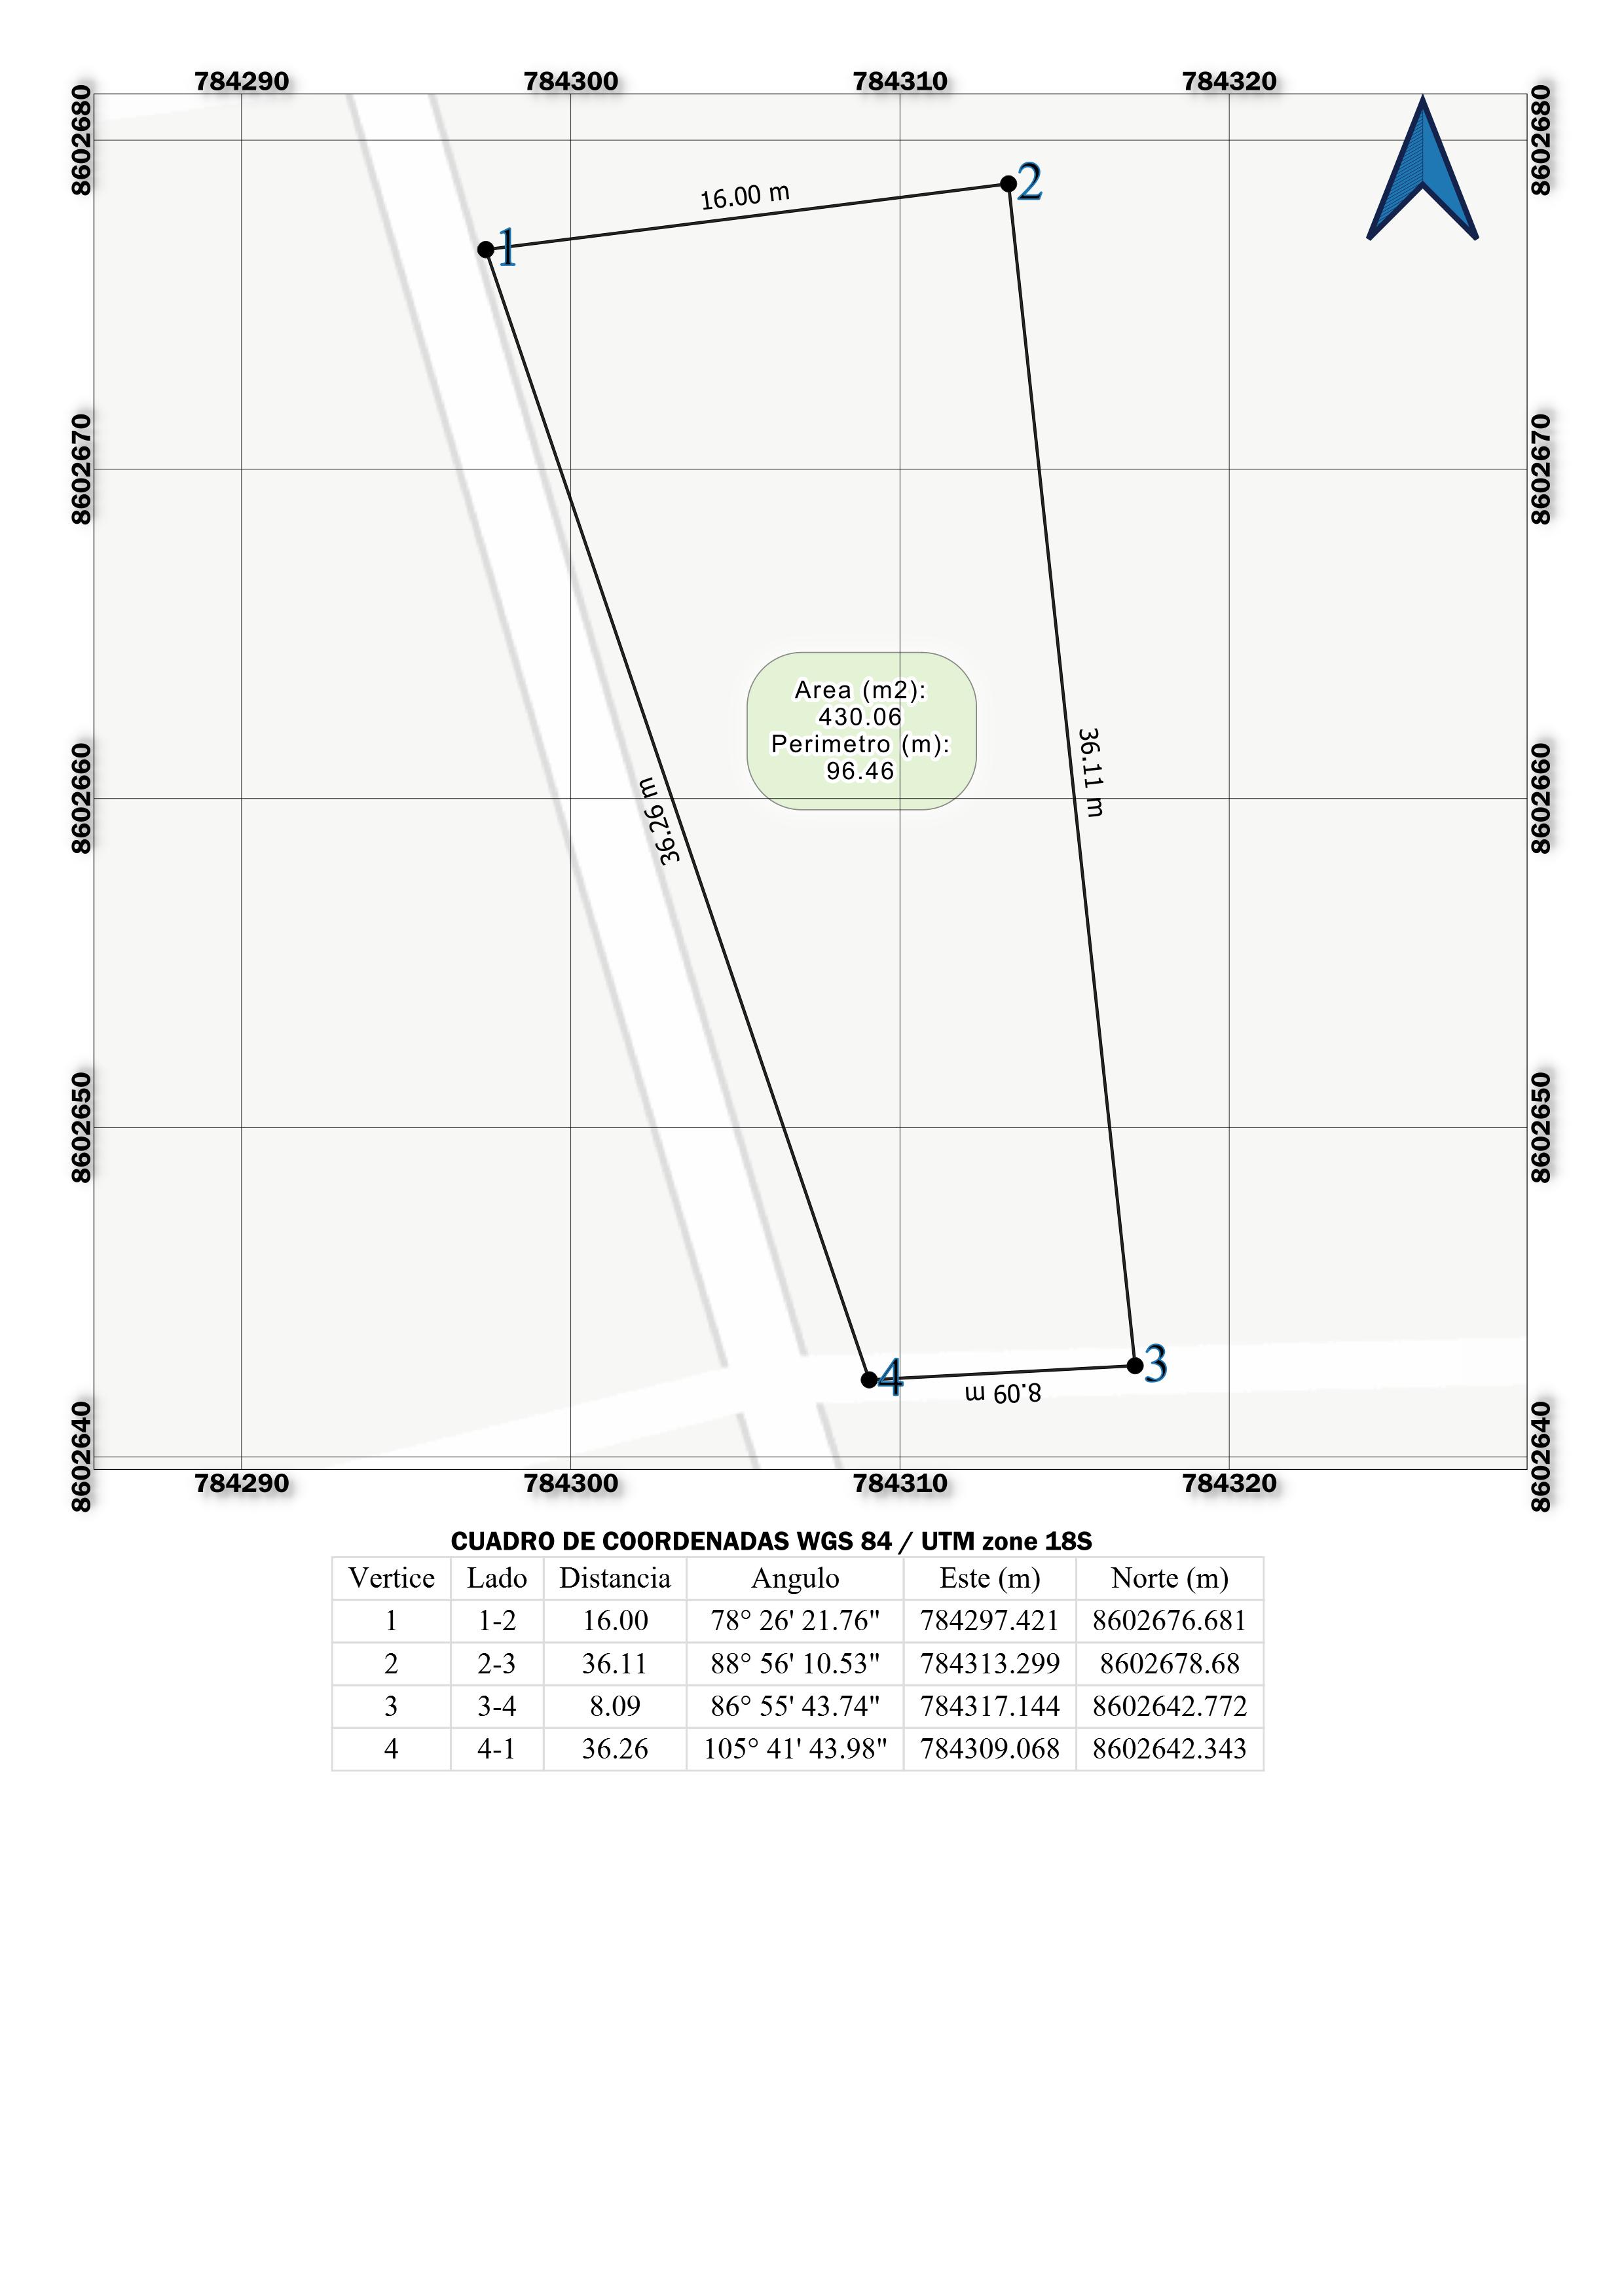 784290 784300 784310 784320
8602680 8602680
2
16.00 m
1
8602670 8602670
Area (m2):
430.06
Perimetro (m):
96.46
36.11 m
36.26 m
8602660 8602660
8602650 8602650
3
4
8.09 m
8602640 8602640
784290 784300 784310 784320
CUADRO DE COORDENADAS WGS 84 / UTM zone 18S
Vertice Lado Distancia Angulo Este (m) Norte (m)
1 1-2 16.00 78° 26' 21.76" 784297.421 8602676.681
2 2-3 36.11 88° 56' 10.53" 784313.299 8602678.68
3 3-4 8.09 86° 55' 43.74" 784317.144 8602642.772
4 4-1 36.26 105° 41' 43.98" 784309.068 8602642.343